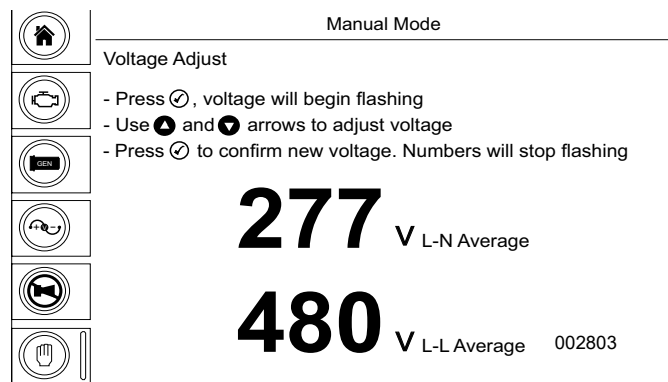 Manual Mode
Voltage Adjust
- Press ✓, voltage will begin flashing
- Use ▲ and ▼ arrows to adjust voltage
- Press ✓ to confirm new voltage. Numbers will stop flashing
GEN
277 V L-N Average
480 V L-L Average
002803